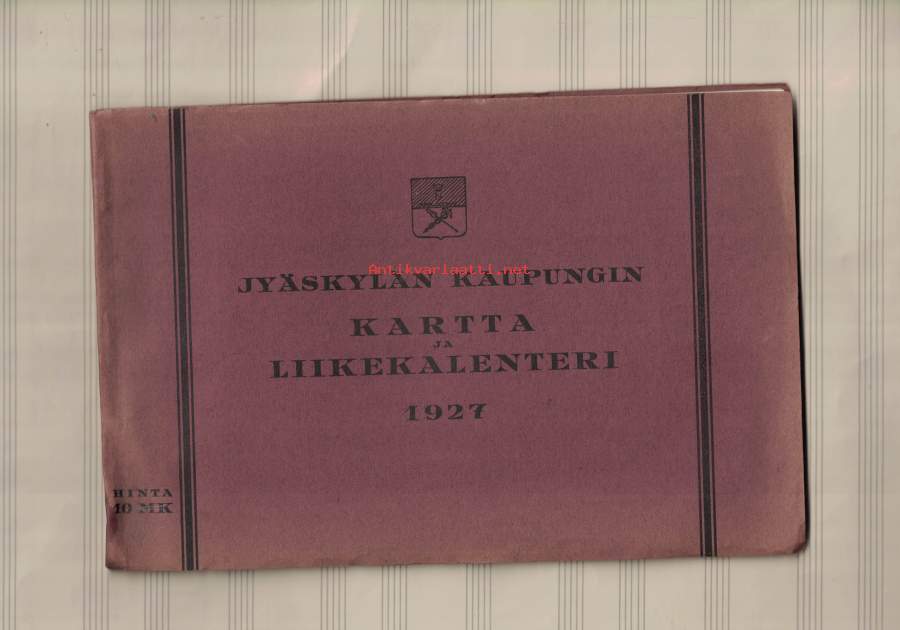 Antikvariaatti.net
JYÄSKYLÄN KAUPUNGIN
KARTTA
JA
LIIKEKALENTERI
1927
HINTA
10 MK